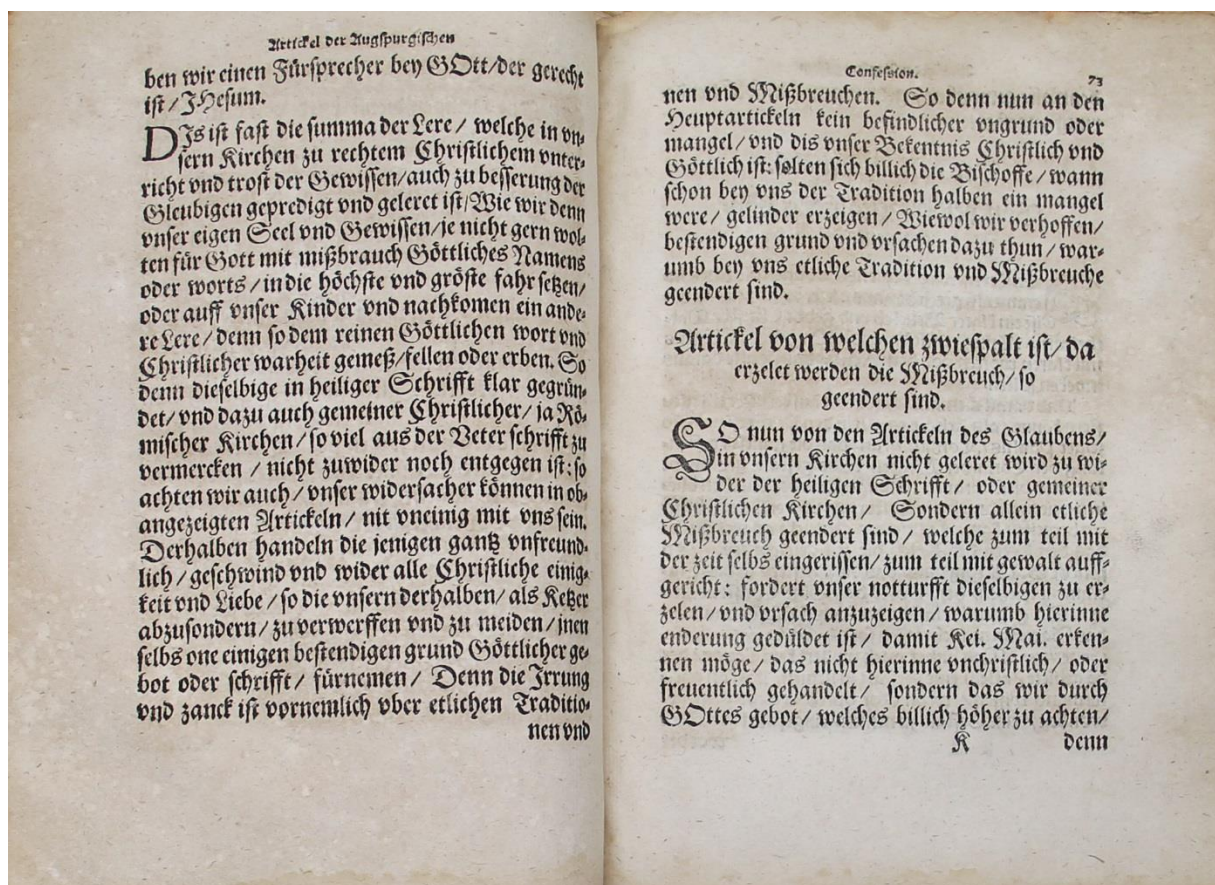 Artickel der Augspurgischen
ben wir einen Fürsprecher bey GOtt/der gerecht
ist/JHesum.
DIs ist fast die summa der Lere/ welche in vn-
sern Kirchen zu rechtem Christlichem vnter-
richt vnd trost der Gewissen/auch zu besserung der
Gleubigen gepredigt vnd geleret ist/Wie wir denn
vnser eigen Seel vnd Gewissen/je nicht gern wol-
ten für Gott mit mißbrauch Göttliches Namens
oder worts/in die höchste vnd gröste fahr setzen/
oder auff vnser Kinder vnd nachkomen ein ande-
re Lere/denn so dem reinen Göttlichen wort vnd
Christlicher warheit gemeß/fellen oder erben. So
denn dieselbige in heiliger Schrifft klar gegrün-
det/ vnd dazu auch gemeiner Christlicher/ ja Rö-
mischer Kirchen/so viel aus der Veter schrifft zu
vermercken / nicht zuwider noch entgegen ist: so
achten wir auch/ vnser widersacher können in ob-
angezeigten Artickeln/ nit vneinig mit vns sein.
Derhalben handeln die jenigen gantz vnfreund-
lich/geschwind vnd wider alle Christliche einig-
keit vnd Liebe/so die vnsern derhalben/ als Ketzer
abzusondern/zu verwerffen vnd zu meiden/jnen
selbs one einigen bestendigen grund Göttlicher ge-
bot oder schrifft/ fürnemen/ Denn die Jrrung
vnd zanck ist vornemlich vber etlichen Traditio-
nen vnd
Confession. 73
nen vnd Mißbreuchen. So denn nun an den
Heuptartickeln kein befindlicher vngrund oder
mangel/vnd dis vnser Bekentnis Christlich vnd
Göttlich ist: solten sich billich die Bischoffe/wann
schon bey vns der Tradition halben ein mangel
were/ gelinder erzeigen/ Wiewol wir verhoffen/
bestendigen grund vnd vrsachen dazu thun/ war-
umb bey vns etliche Tradition vnd Mißbreuche
geendert sind.
Artickel von welchen zwiespalt ist/ da
erzelet werden die Mißbreuch/so
geendert sind.
SO nun von den Artickeln des Glaubens/
in vnsern Kirchen nicht geleret wird zu wi-
der der heiligen Schrifft/ oder gemeiner
Christlichen Kirchen/ Sondern allein etliche
Mißbreuch geendert sind/ welche zum teil mit
der zeit selbs eingerissen/zum teil mit gewalt auff-
gericht: fordert vnser notturfft dieselbigen zu er-
zelen/vnd vrsach anzuzeigen/ warumb hierinne
enderung gedüldet ist/ damit Kei. Mai. erken-
nen möge/ das nicht hierinne vnchristlich/ oder
freuentlich gehandelt/ sondern das wir durch
GOttes gebot/ welches billich höher zu achten/
K denn